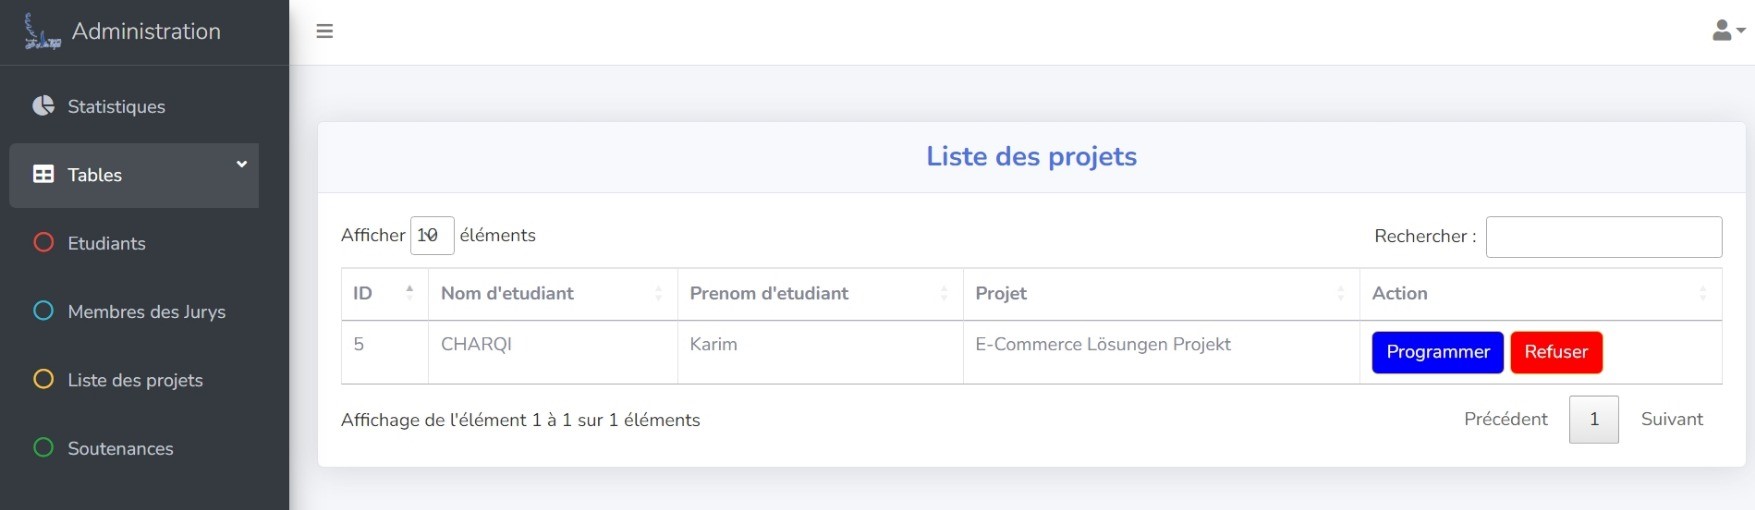 Administration
Statistiques
Tables
Etudiants
Membres des Jurys
Liste des projets
Soutenances
Liste des projets
Afficher 10 éléments
Rechercher :
ID Nom d'etudiant Prenom d'etudiant Projet Action
5 CHARQI Karim E-Commerce Lösungen Projekt Programmer Refuser
Affichage de l'élément 1 à 1 sur 1 éléments
Précédent 1 Suivant